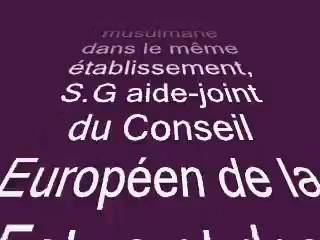 musulmane
dans le même
établissement,
S.G aide-joint
du Conseil
Européen de la